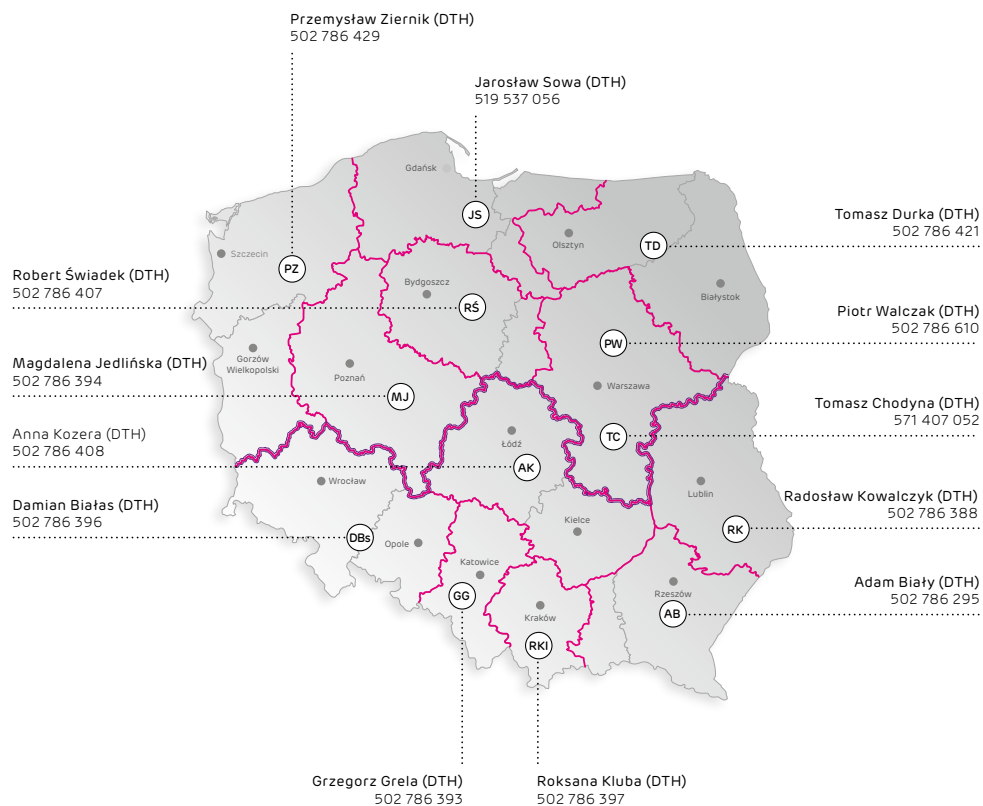 Przemysław Ziernik (DTH)
502 786 429
Jarosław Sowa (DTH)
519 537 056
Gdańsk
JS
Tomasz Durka (DTH)
502 786 421
Olsztyn
TD
Szczecin
PZ
Robert Świadek (DTH)
502 786 407
Bydgoszcz
RŚ
Białystok
Piotr Walczak (DTH)
502 786 610
PW
Gorzów
Wielkopolski
Magdalena Jedlińska (DTH)
502 786 394
Poznań
MJ
Warszawa
Tomasz Chodyna (DTH)
571 407 052
TC
Anna Kozera (DTH)
502 786 408
Łódź
AK
Wrocław
Lublin
Radosław Kowalczyk (DTH)
502 786 388
RK
Damian Białas (DTH)
502 786 396
DBs
Opole
Kielce
Katowice
GG
Adam Biały (DTH)
502 786 295
Rzeszów
AB
Kraków
RKl
Grzegorz Grela (DTH)
502 786 393
Roksana Kluba (DTH)
502 786 397